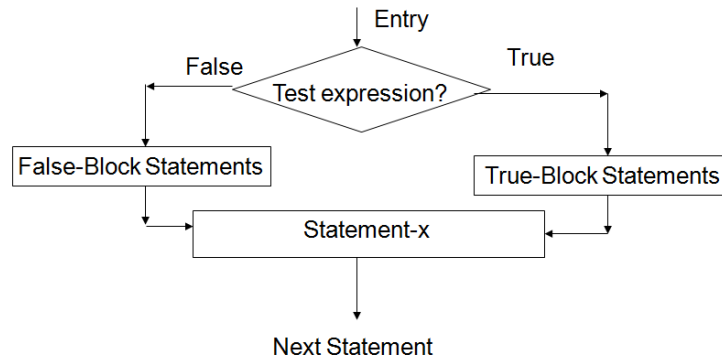 Entry
False
True
Test expression?
False-Block Statements
True-Block Statements
Statement-x
Next Statement